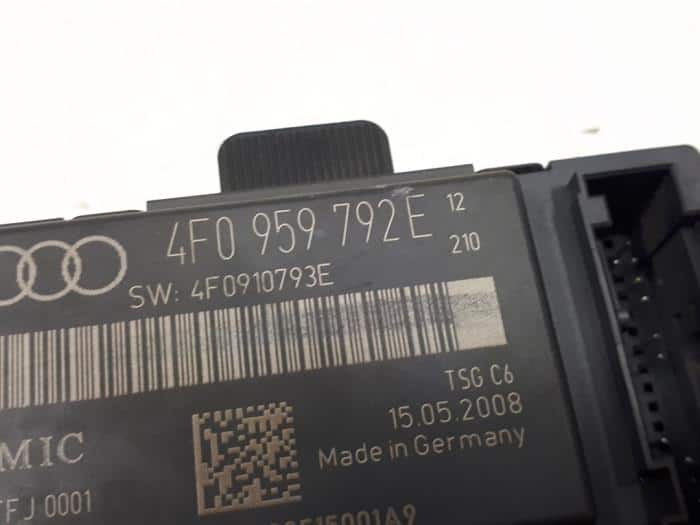 4F0 959 792E 12
210
SW: 4F0910793E
TSG C6
15.05.2008
Made in Germany
MIC
FJ 0001